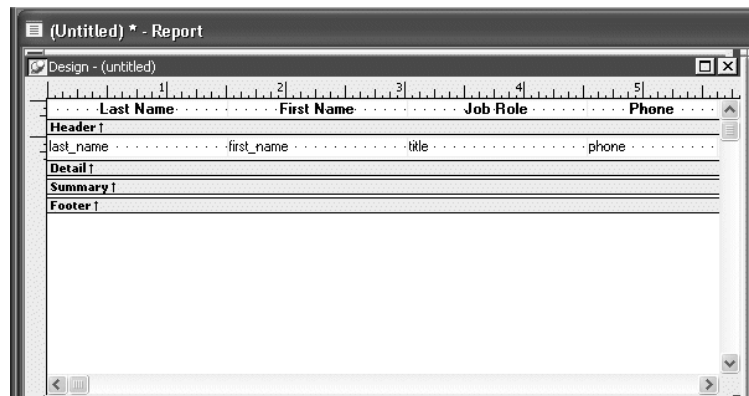 (Untitled) * - Report
Design - (untitled)
1 2 3 4 5
Last Name First Name Job Role Phone
Header ↑
last_name first_name title phone
Detail ↑
Summary ↑
Footer ↑